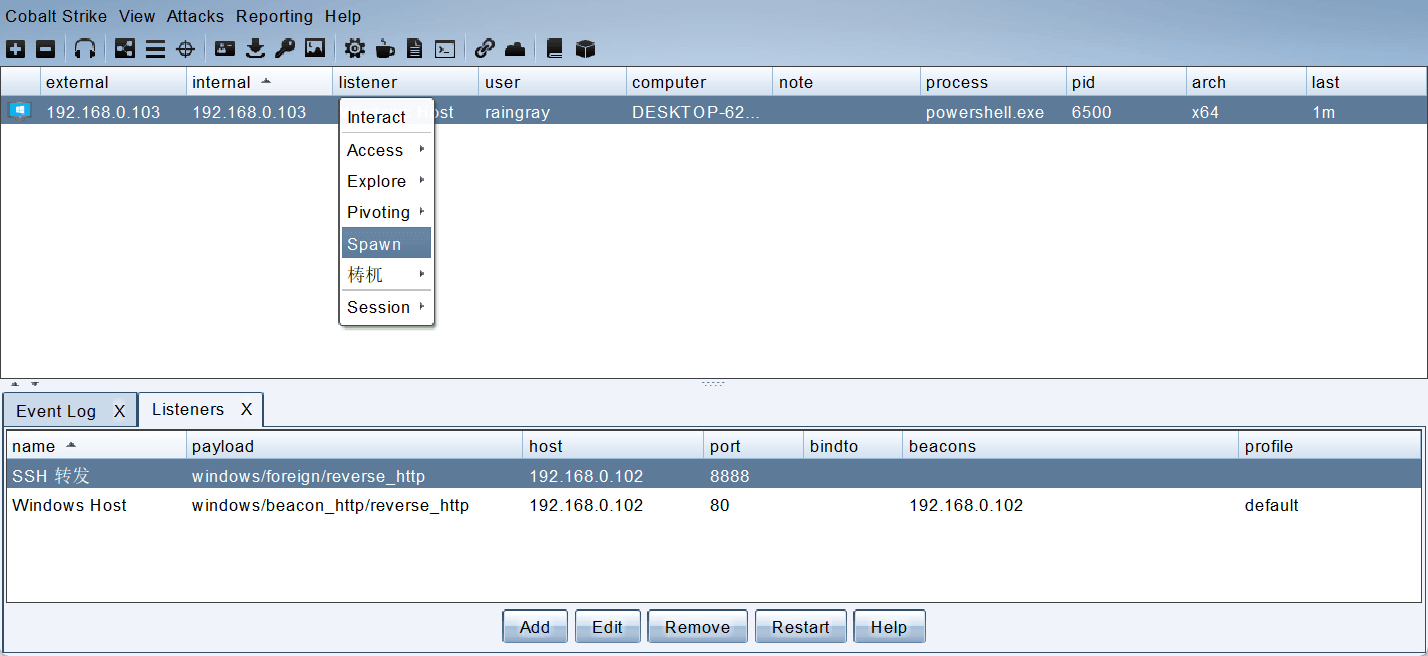 Cobalt Strike View Attacks Reporting Help
external internal listener user computer note process pid arch last
192.168.0.103 192.168.0.103 Host raingray DESKTOP-62... powershell.exe 6500 x64 1m
Interact
Access
Explore
Pivoting
Spawn
梼杌
Session
Event Log X Listeners X
name payload host port bindto beacons profile
SSH 转发 windows/foreign/reverse_http 192.168.0.102 8888
Windows Host windows/beacon_http/reverse_http 192.168.0.102 80 192.168.0.102 default
Add Edit Remove Restart Help